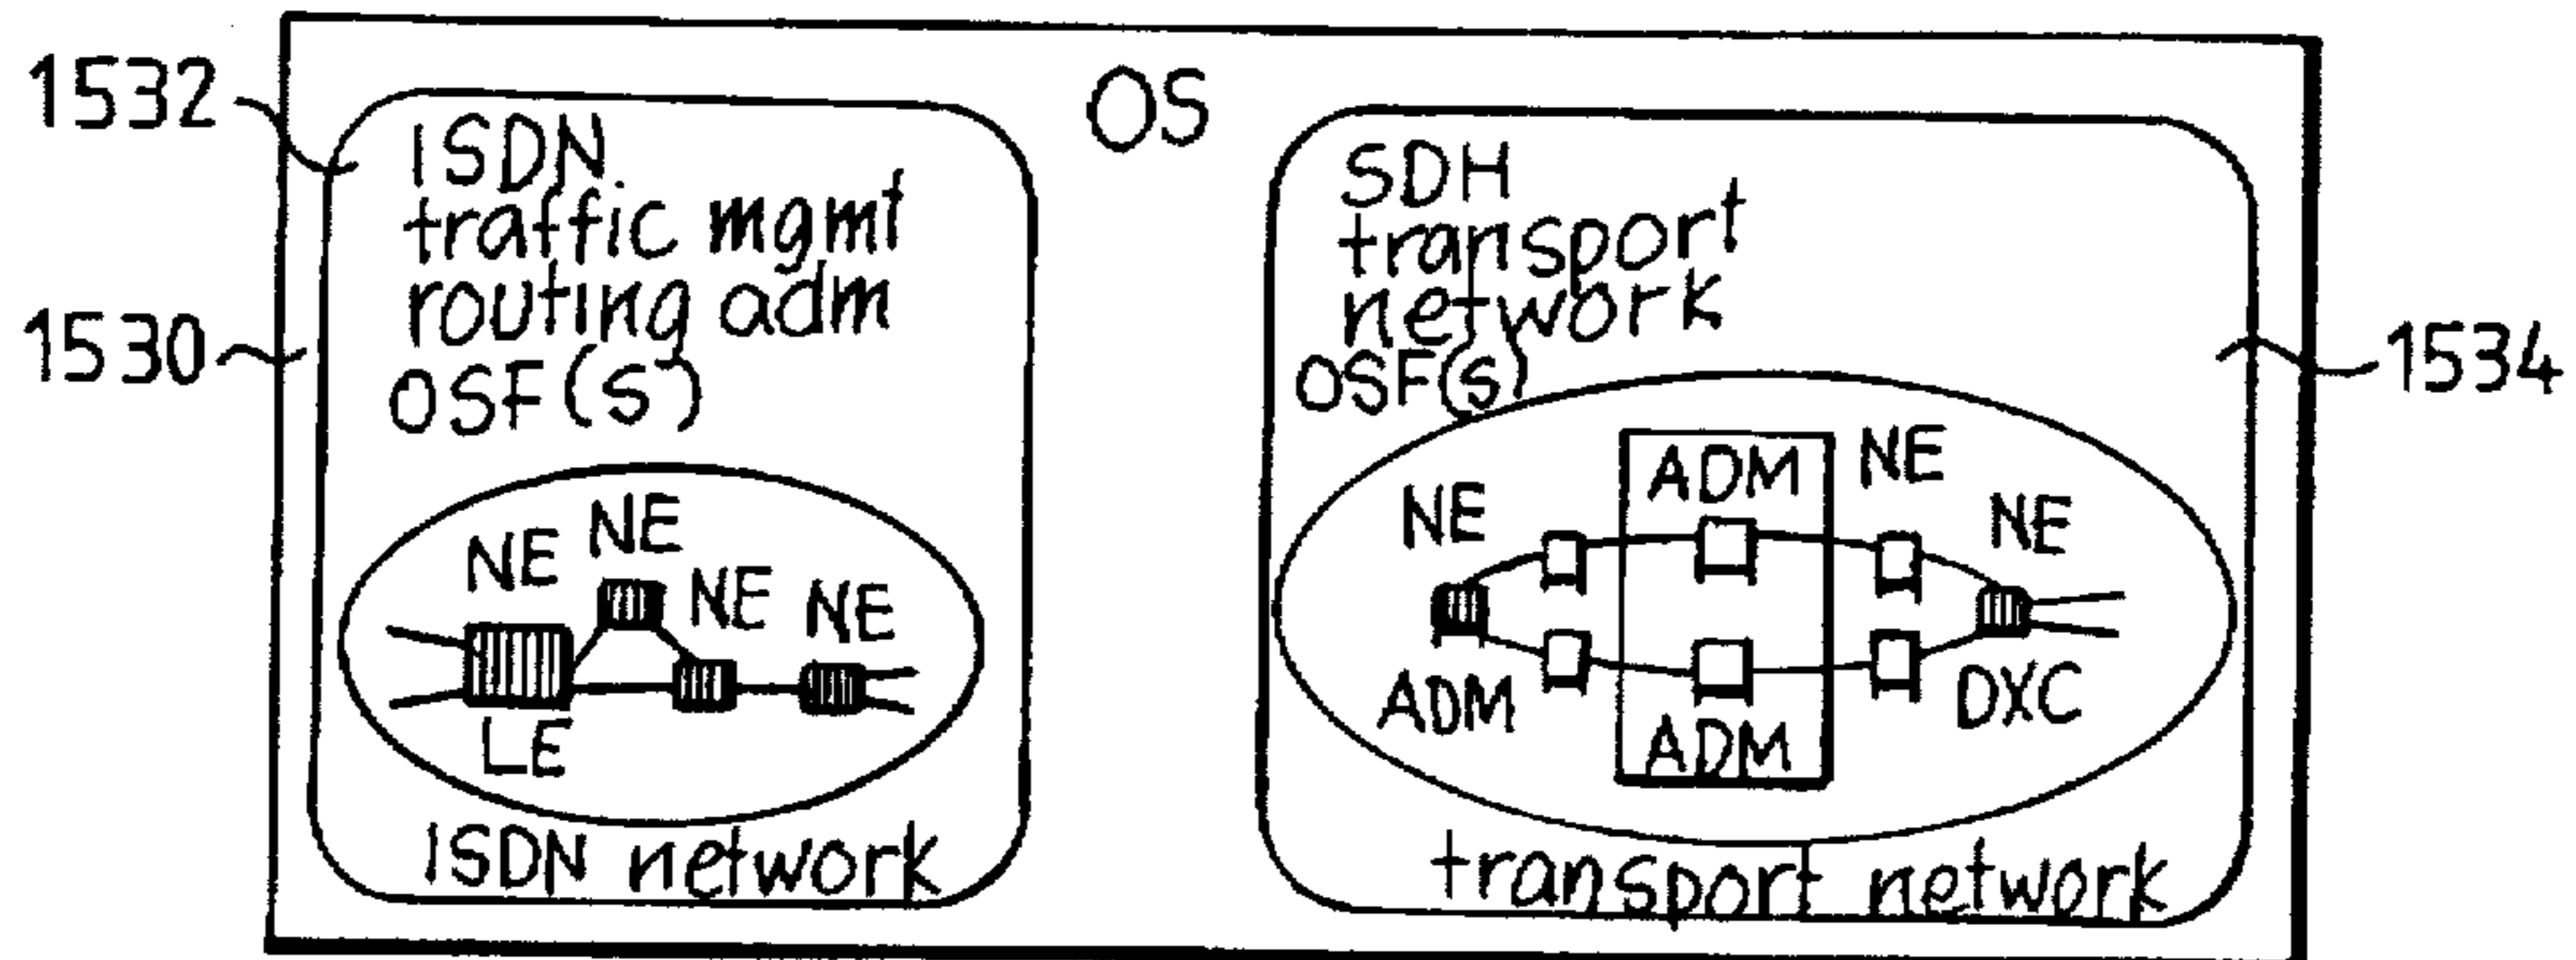 OS
1532
1530
ISDN
traffic mgmt
routing adm
OSF(s)
NE
NE
NE
NE
LE
ISDN network
SDH
transport
network
OSF(s)
1534
ADM
NE
NE
NE
ADM
ADM
DXC
transport network